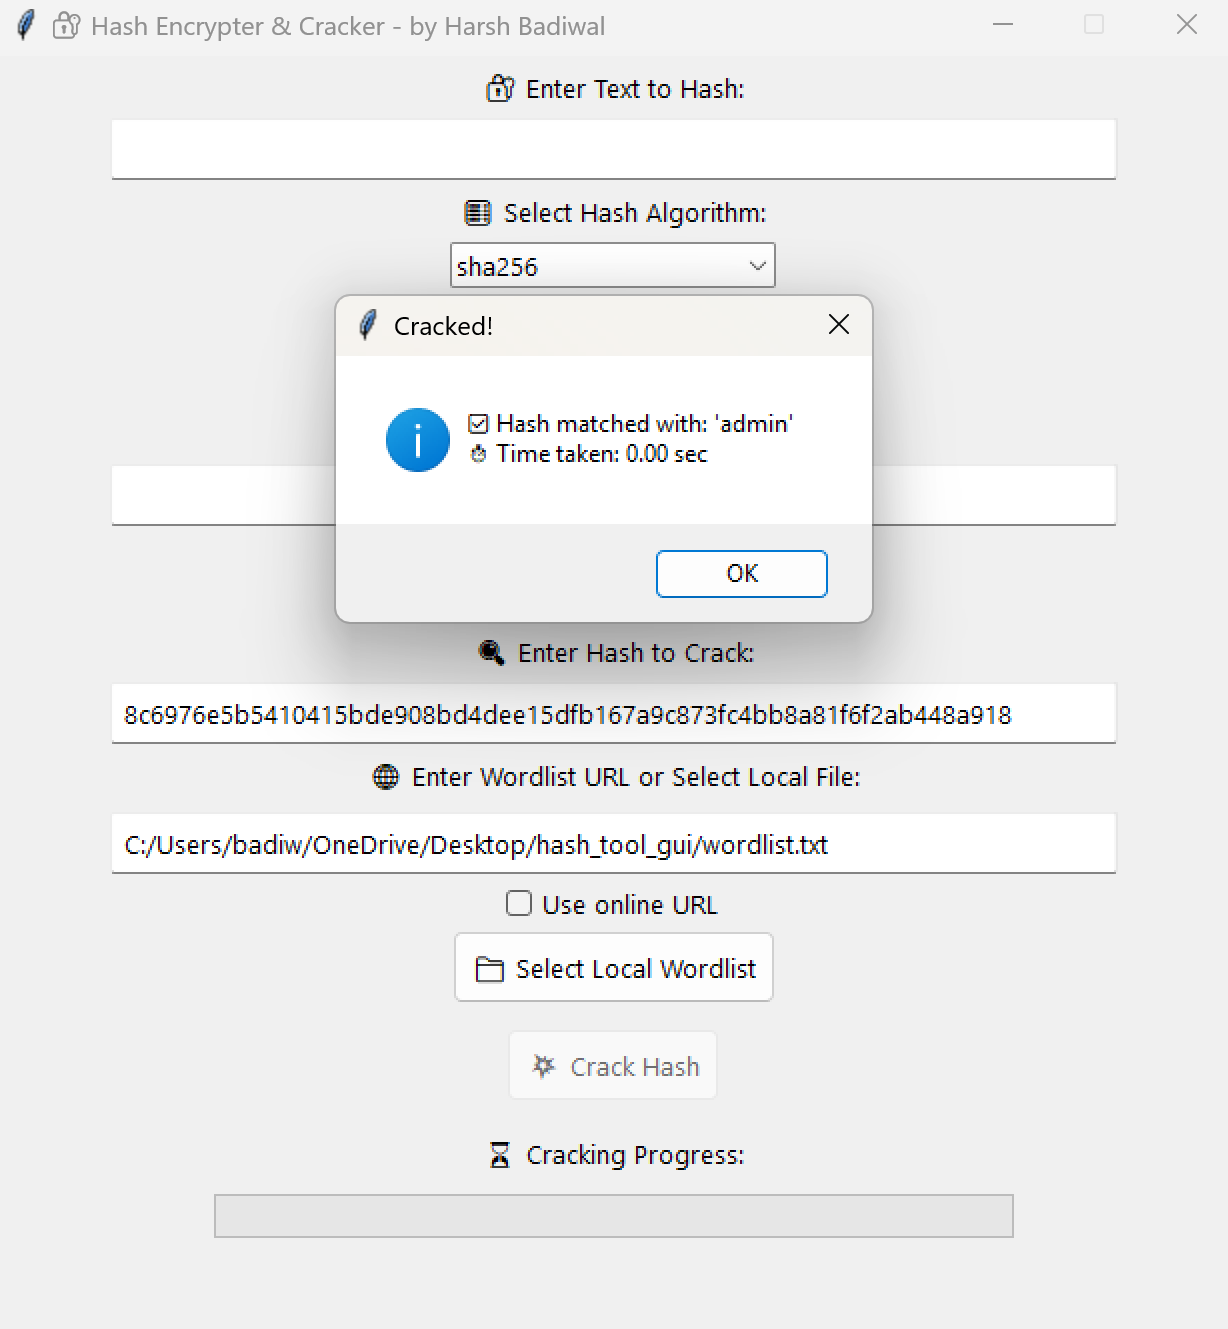 Hash Encrypter & Cracker - by Harsh Badiwal
Enter Text to Hash:
Select Hash Algorithm:
sha256
Cracked!
Hash matched with: 'admin'
Time taken: 0.00 sec
OK
Enter Hash to Crack:
8c6976e5b5410415bde908bd4dee15dfb167a9c873fc4bb8a81f6f2ab448a918
Enter Wordlist URL or Select Local File:
C:/Users/badiw/OneDrive/Desktop/hash_tool_gui/wordlist.txt
Use online URL
Select Local Wordlist
Crack Hash
Cracking Progress: